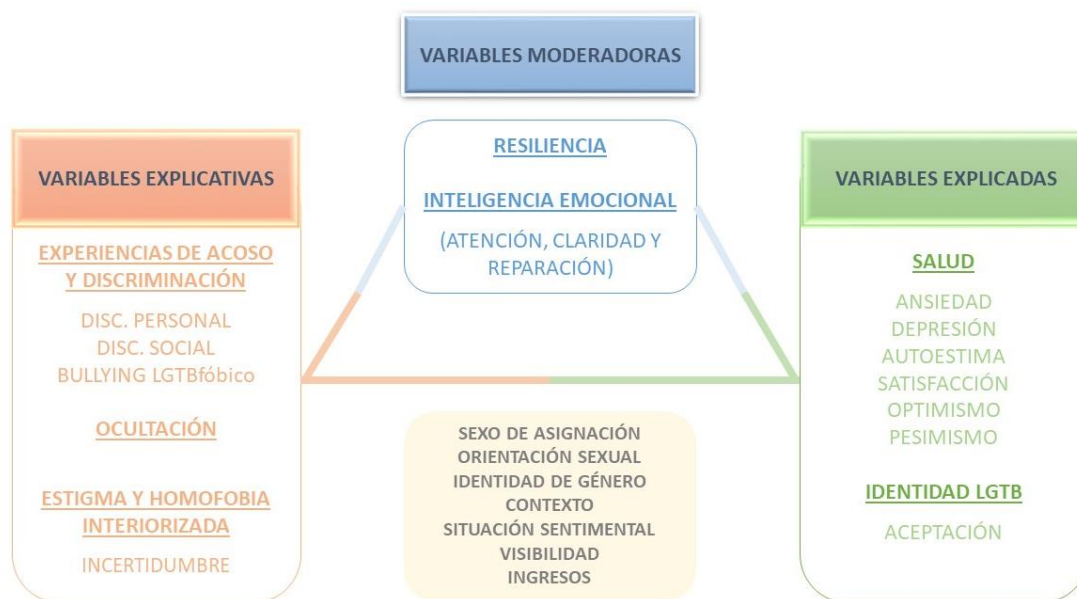 VARIABLES MODERADORAS
VARIABLES EXPLICATIVAS
EXPERIENCIAS DE ACOSO
Y DISCRIMINACIÓN
DISC. PERSONAL
DISC. SOCIAL
BULLYING LGTBfóbico
OCULTACIÓN
ESTIGMA Y HOMOFOBIA
INTERIORIZADA
INCERTIDUMBRE
RESILIENCIA
INTELIGENCIA EMOCIONAL
(ATENCIÓN, CLARIDAD Y
REPARACIÓN)
SEXO DE ASIGNACIÓN
ORIENTACIÓN SEXUAL
IDENTIDAD DE GÉNERO
CONTEXTO
SITUACIÓN SENTIMENTAL
VISIBILIDAD
INGRESOS
VARIABLES EXPLICADAS
SALUD
ANSIEDAD
DEPRESIÓN
AUTOESTIMA
SATISFACCIÓN
OPTIMISMO
PESIMISMO
IDENTIDAD LGTB
ACEPTACIÓN